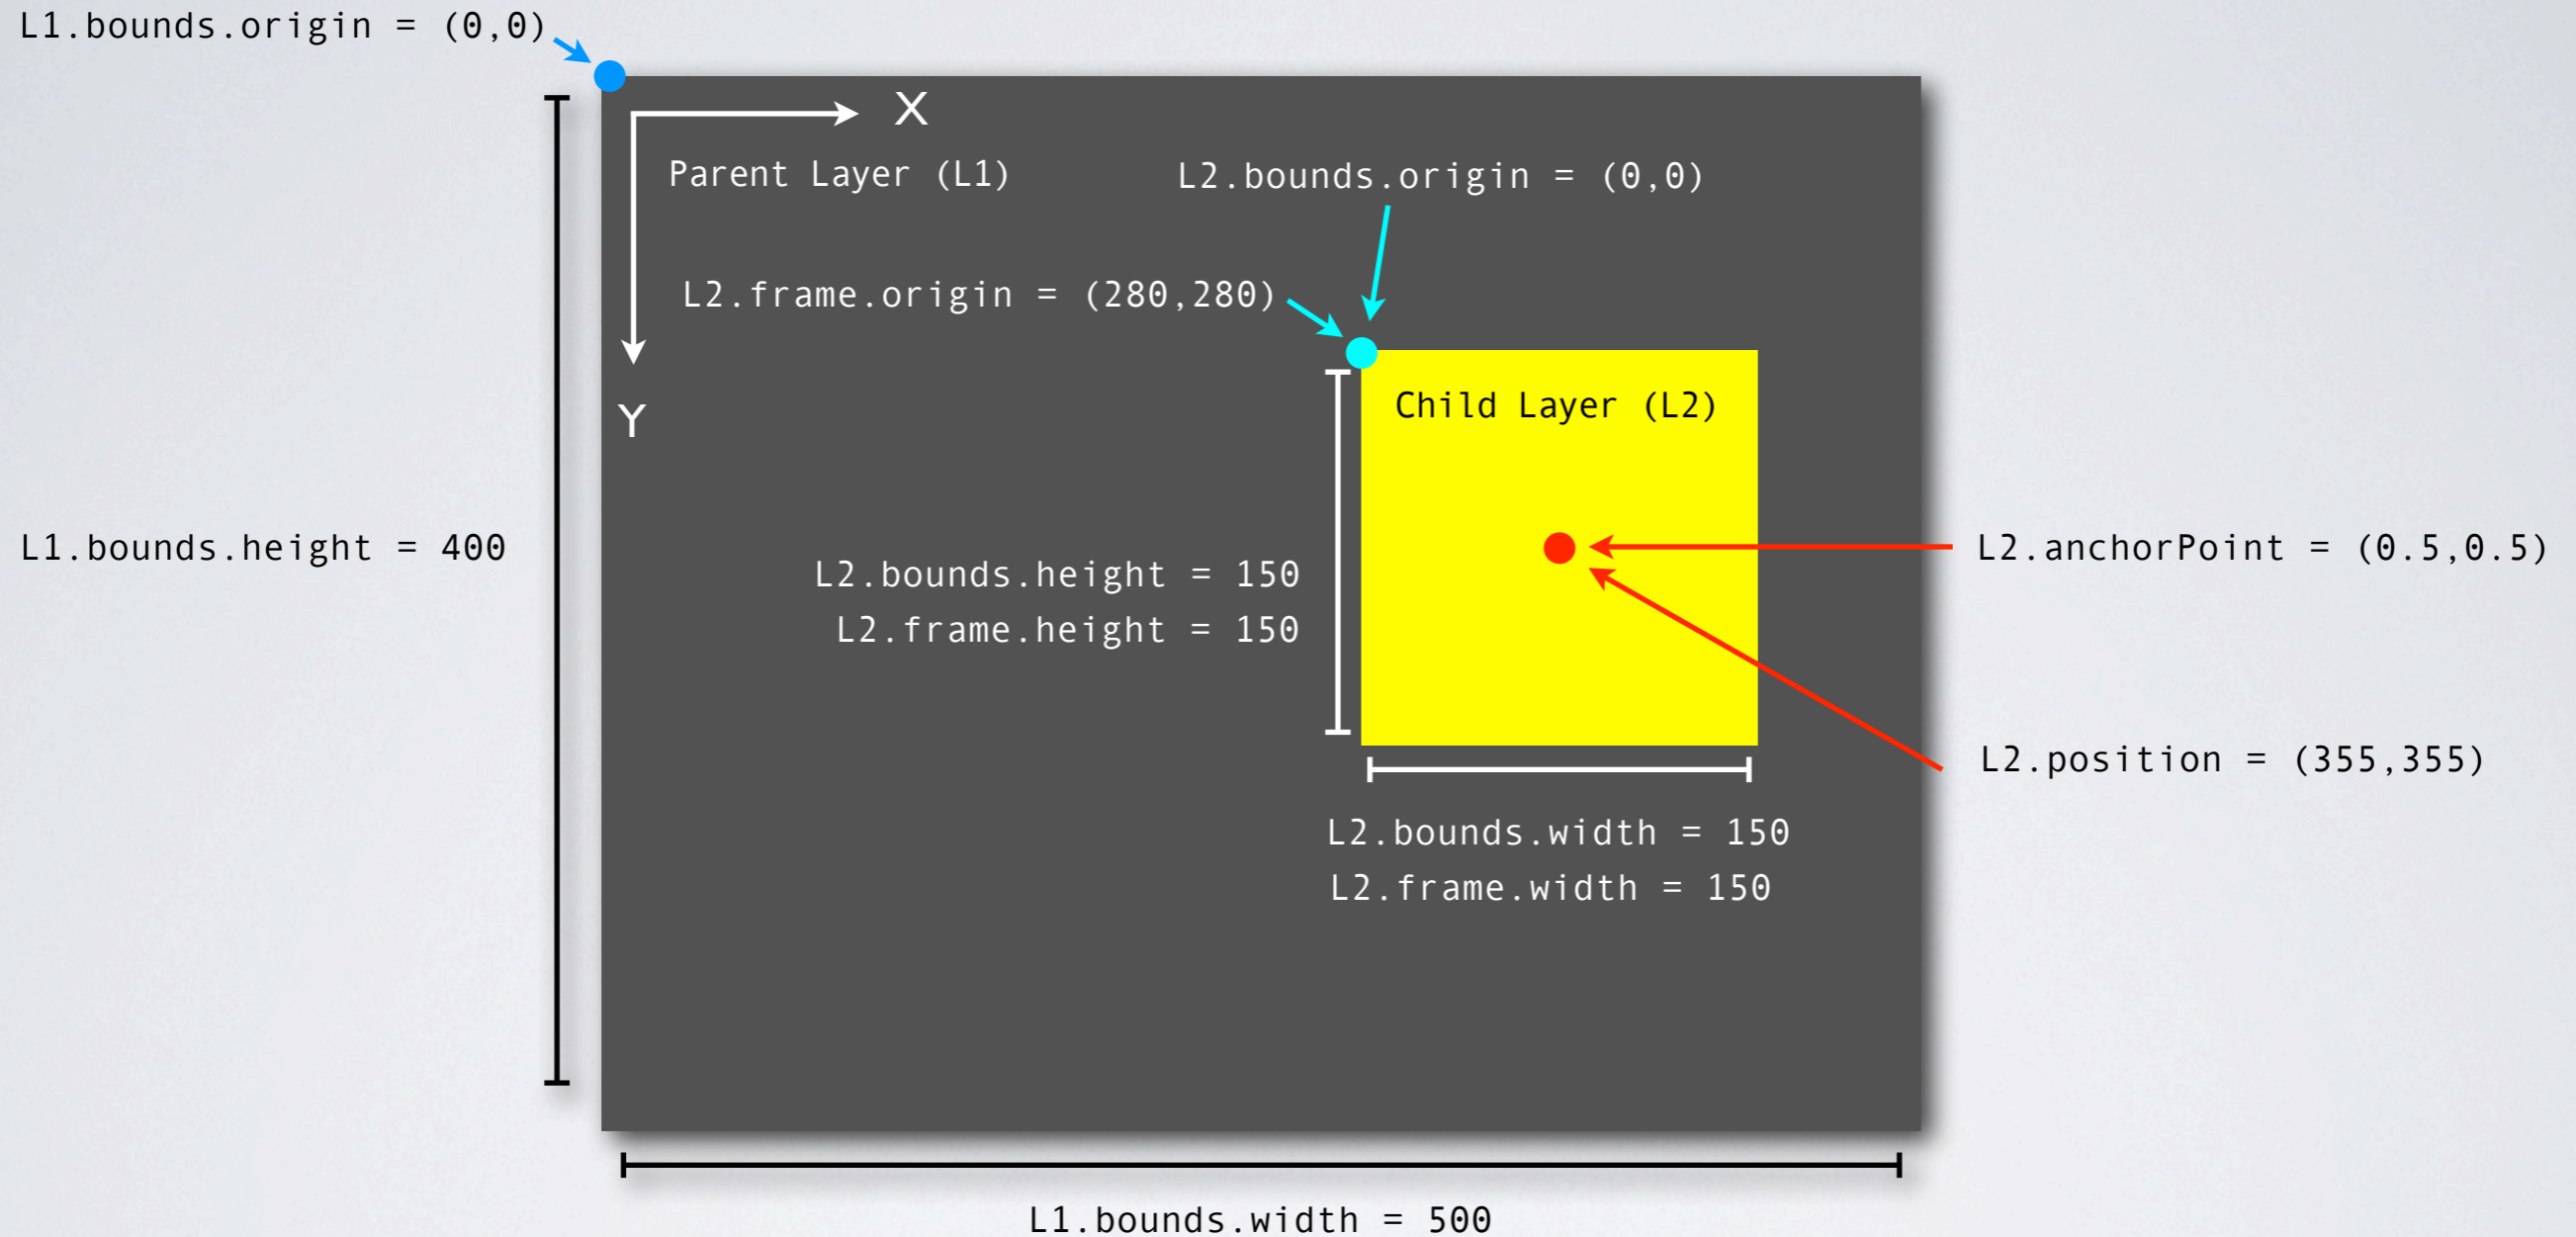 L1.bounds.origin = (0,0)
X
Parent Layer (L1)
L2.bounds.origin = (0,0)
L2.frame.origin = (280,280)
Y
Child Layer (L2)
L1.bounds.height = 400
L2.anchorPoint = (0.5,0.5)
L2.bounds.height = 150
L2.frame.height = 150
L2.position = (355,355)
L2.bounds.width = 150
L2.frame.width = 150
L1.bounds.width = 500